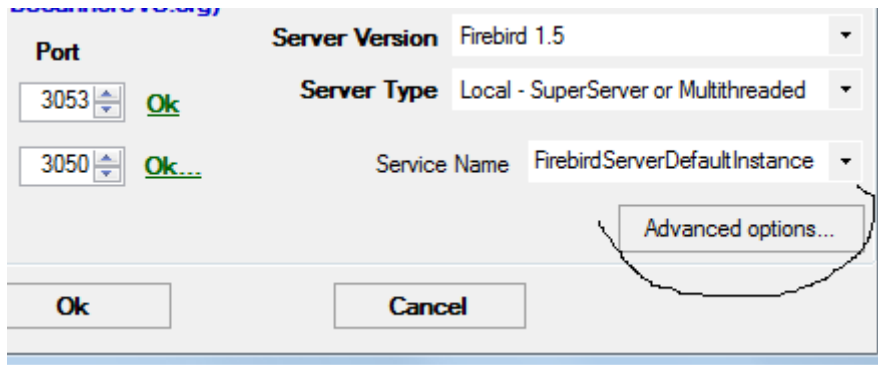 Port
Server Version Firebird 1.5
3053 Ok
Server Type Local - SuperServer or Multithreaded
3050 Ok...
Service Name FirebirdServerDefaultInstance
Advanced options...
Ok Cancel